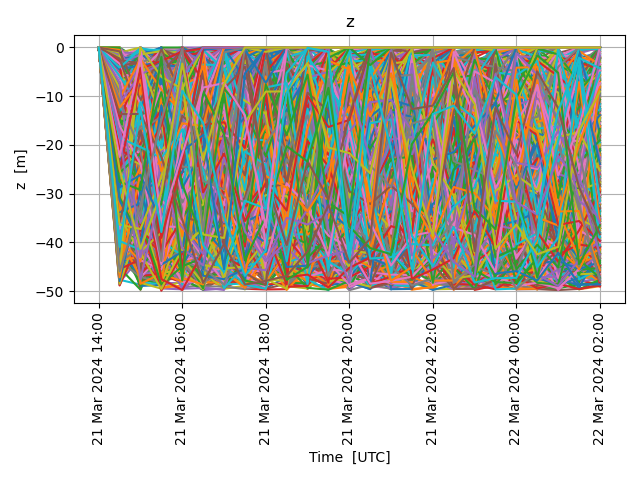 z
0
−10
−20
−30
−40
−50
z [m]
21 Mar 2024 14:00
21 Mar 2024 16:00
21 Mar 2024 18:00
21 Mar 2024 20:00
21 Mar 2024 22:00
22 Mar 2024 00:00
22 Mar 2024 02:00
Time [UTC]